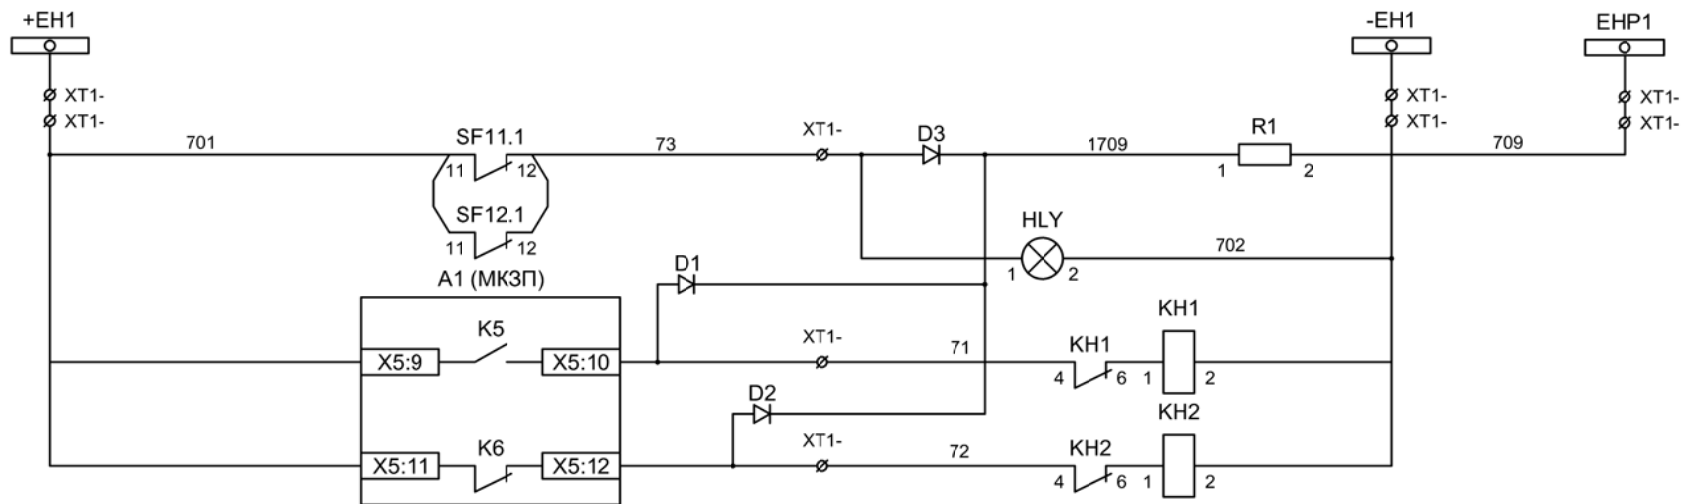 +EH1
-EH1
EHP1
XT1-
XT1-
XT1-
XT1-
XT1-
XT1-
701
SF11.1
73
XT1-
D3
1709
R1
709
11
12
1
2
SF12.1
HLY
702
11
12
1
2
A1 (МКЗП)
D1
KH1
K5
XT1-
71
KH1
X5:9
X5:10
4
6
1
2
D2
KH2
K6
XT1-
72
KH2
X5:11
X5:12
4
6
1
2